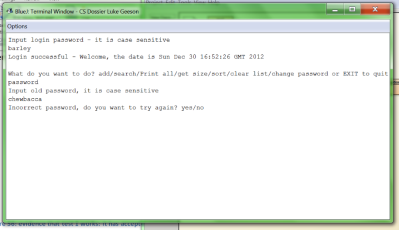 BlueJ: Terminal Window - CS Dossier Luke Geeson
Options
Input login password - it is case sensitive
barley
Login successful - Welcome, the date is Sun Dec 30 16:52:26 GMT 2012
What do you want to do? add/search/Print all/get size/sort/clear list/change password or EXIT to quit
password
Input old password, it is case sensitive
chewbacca
Incorrect password, do you want to try again? yes/no